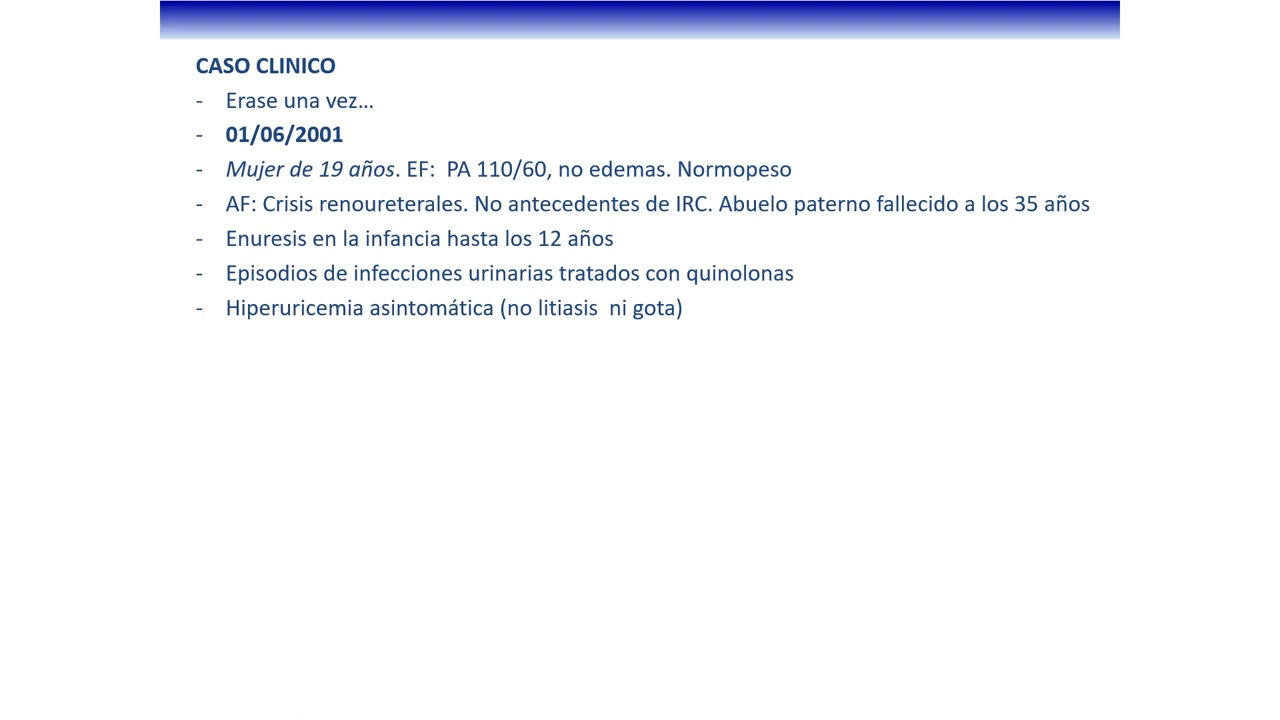 CASO CLINICO
- Erase una vez...
- 01/06/2001
- Mujer de 19 años. EF:  PA 110/60, no edemas. Normopeso
- AF: Crisis renoureterales. No antecedentes de IRC. Abuelo paterno fallecido a los 35 años
- Enuresis en la infancia hasta los 12 años
- Episodios de infecciones urinarias tratados con quinolonas
- Hiperuricemia asintomática (no litiasis  ni gota)